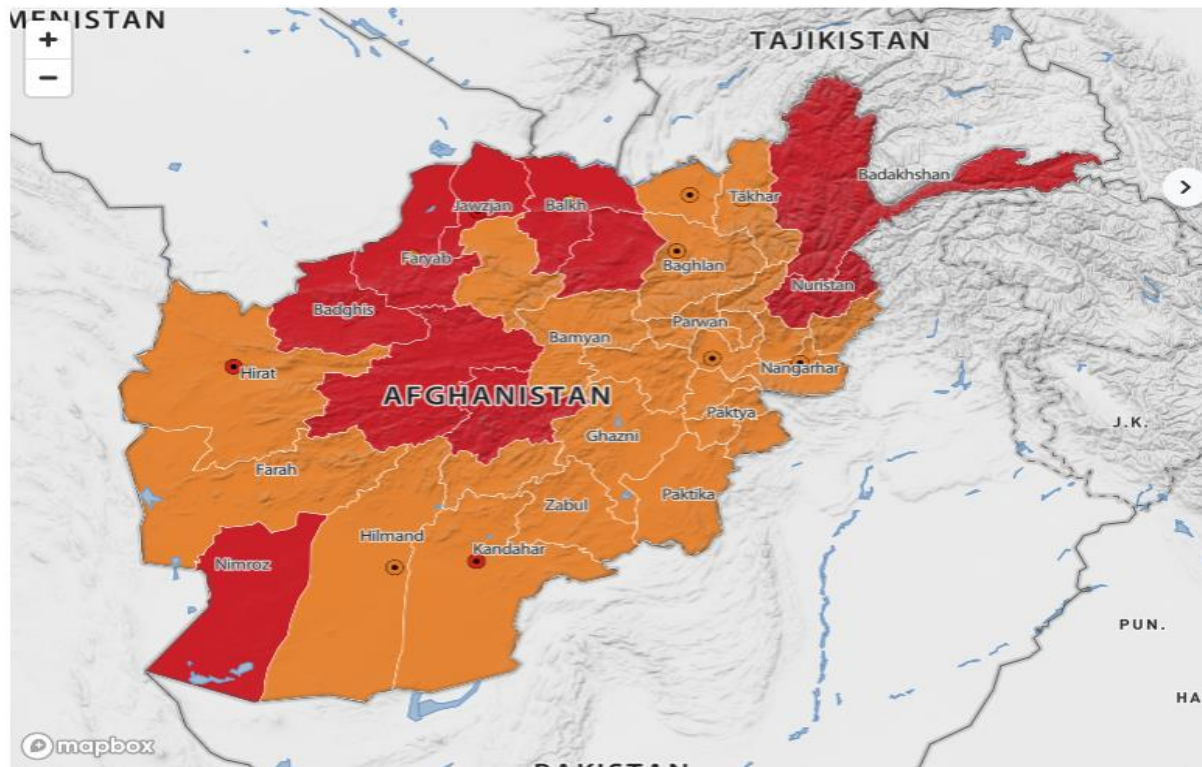 MENISTAN
+
−
TAJIKISTAN
Badakhshan
Takhar
Jawzjan
Balkh
Faryab
Baghlan
Nuristan
Badghis
Parwan
Bamyan
Hirat
Nangarhar
AFGHANISTAN
Paktya
J.K.
Ghazni
Farah
Paktika
Zabul
Hilmand
Kandahar
Nimroz
PUN.
HA
mapbox
PAKISTAN